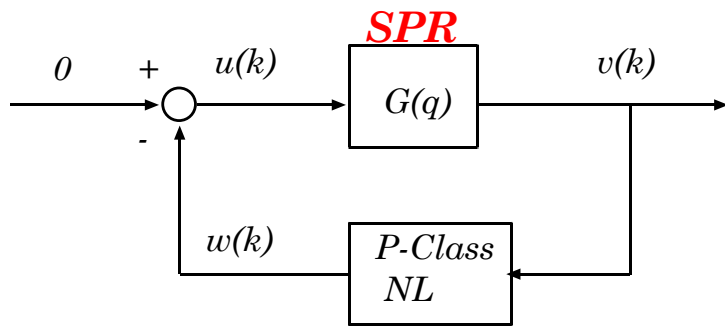 SPR
0
+
u(k)
v(k)
G(q)
-
w(k)
P-Class
NL